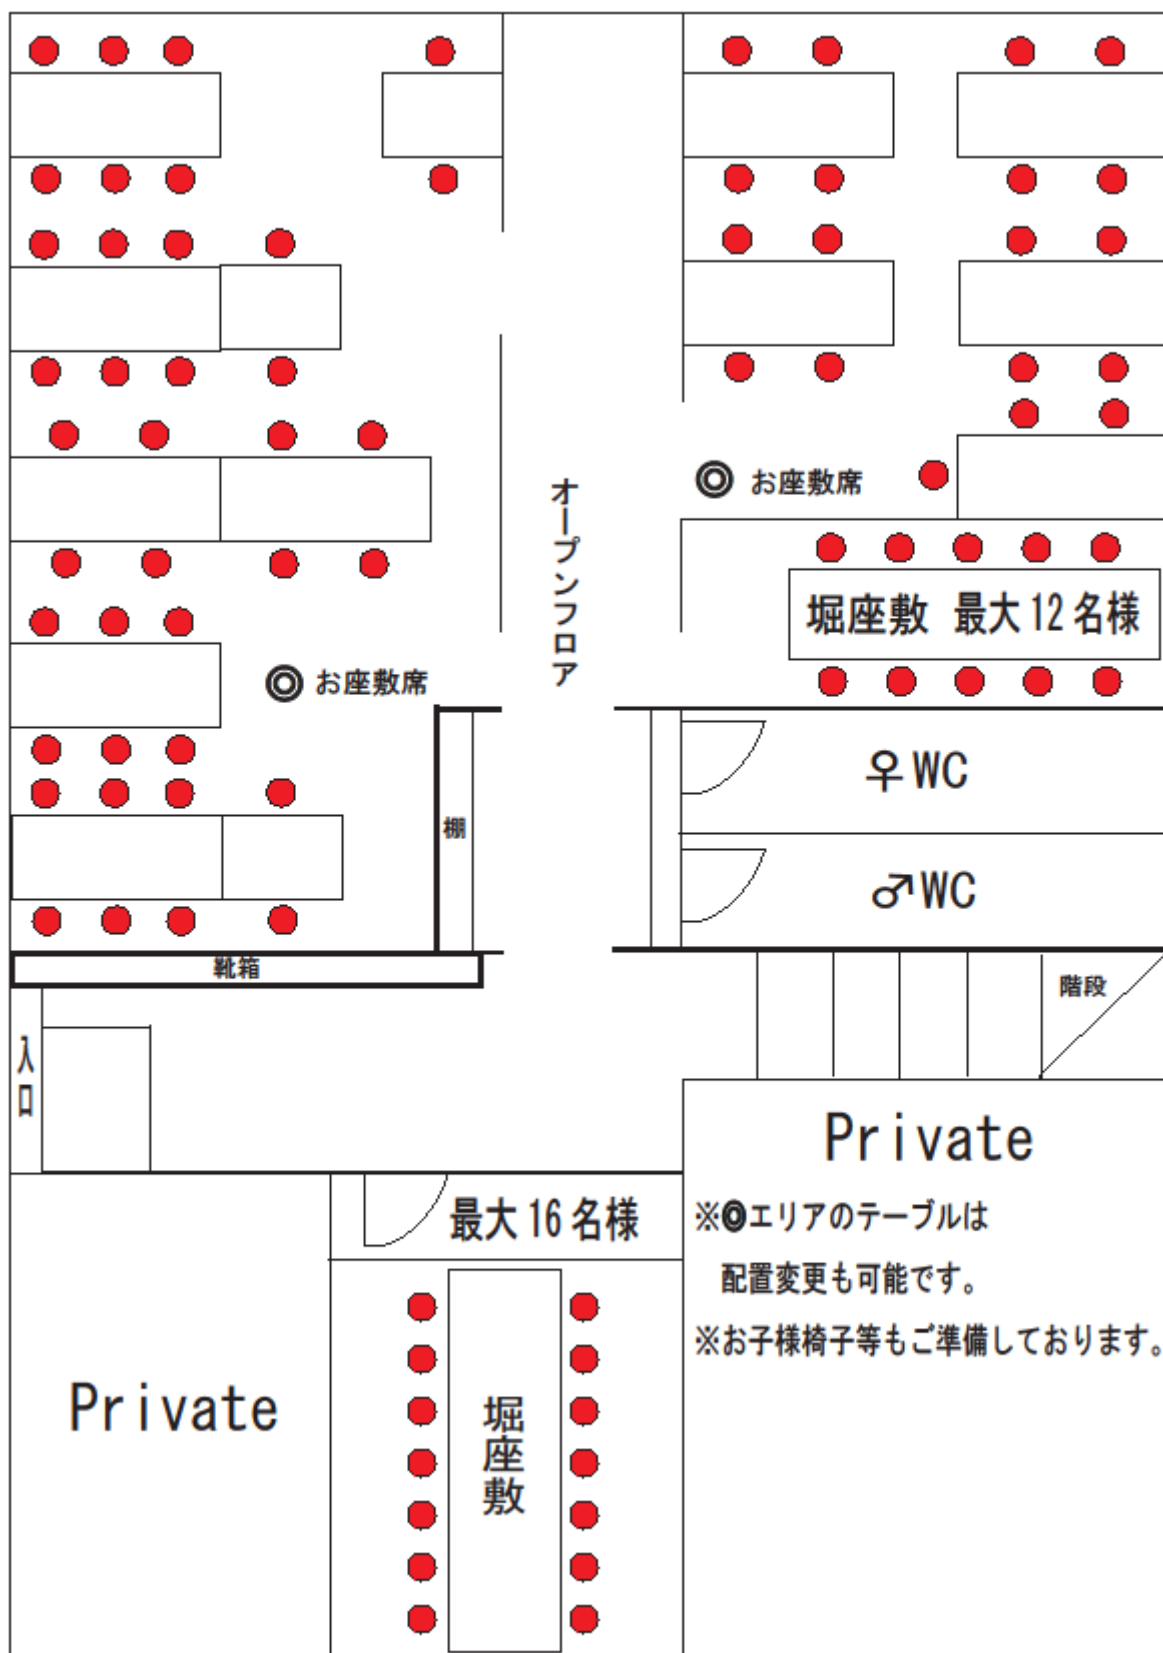 ◎ お座敷席
オープンフロア
堀座敷 最大12名様
◎ お座敷席
♀WC
棚
♂WC
靴箱
階段
入口
Private
最大16名様
※◎エリアのテーブルは
配置変更も可能です。
※お子様椅子等もご準備しております。
Private
堀座敷